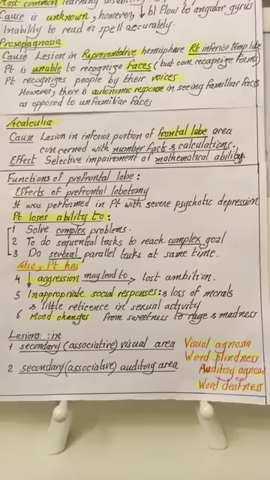 Most common learning disability
Cause is unknown, however, ↓ bl flow to angular gyrus
Inability to read or spell accurately.
Prosopagnosia
Cause Lesion in Representative hemisphere Rt inferior temp lobe
Pt is unable to recognize faces (but can recognize form)
Pt recognizes people by their voices
However, there is autonomic response in seeing familiar faces
as opposed to unfamiliar faces
Acalculia
Cause Lesion in inferior portion of frontal lobe area
concerned with number facts & calculations.
Effect Selective impairement of mathematical ability
Functions of prefrontal lobe:
Effects of prefrontal lobotomy
It was performed in Pt with severe psychotic depression
Pt loses ability to:
1 Solve complex problems.
2 To do sequential tasks to reach complex goal
3 Do several parallel tasks at same time.
Also, Pt has
4 ↓ aggression may lead to → lost ambition.
5 Inappropriate social responses: & loss of morals
& little reticence in sexual activity
6 Mood changes from sweetness to rage & madness
Lesions in
1 secondary (associative) visual area Visual agnosia
Word blindness
2 secondary (associative) auditory area Auditory agnosia
Word deafness